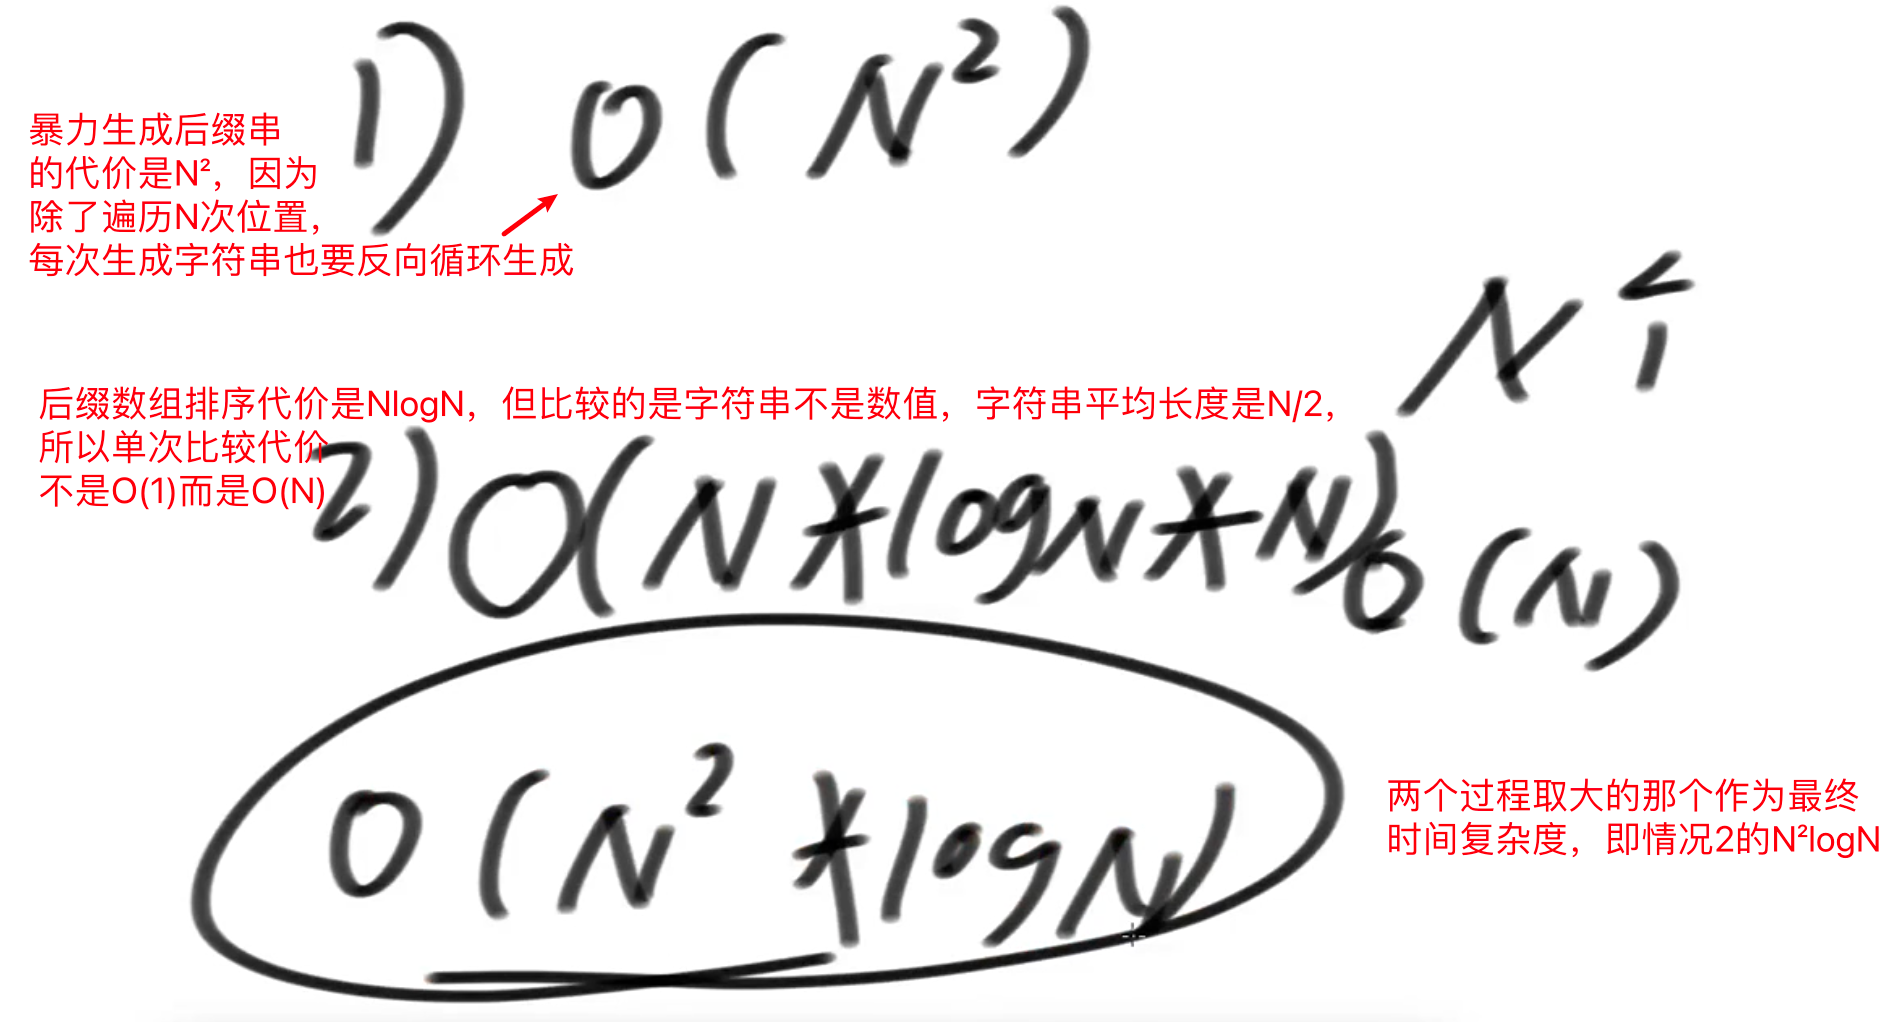 1) O(N²)
暴力生成后缀串
的代价是N²，因为
除了遍历N次位置，
每次生成字符串也要反向循环生成
后缀数组排序代价是NlogN，但比较的是字符串不是数值，字符串平均长度是N/2，
所以单次比较代价
不是O(1)而是O(N)
2) O(N*logN*N)
O(N)
O(N²*logN)
两个过程取大的那个作为最终
时间复杂度，即情况2的N²logN